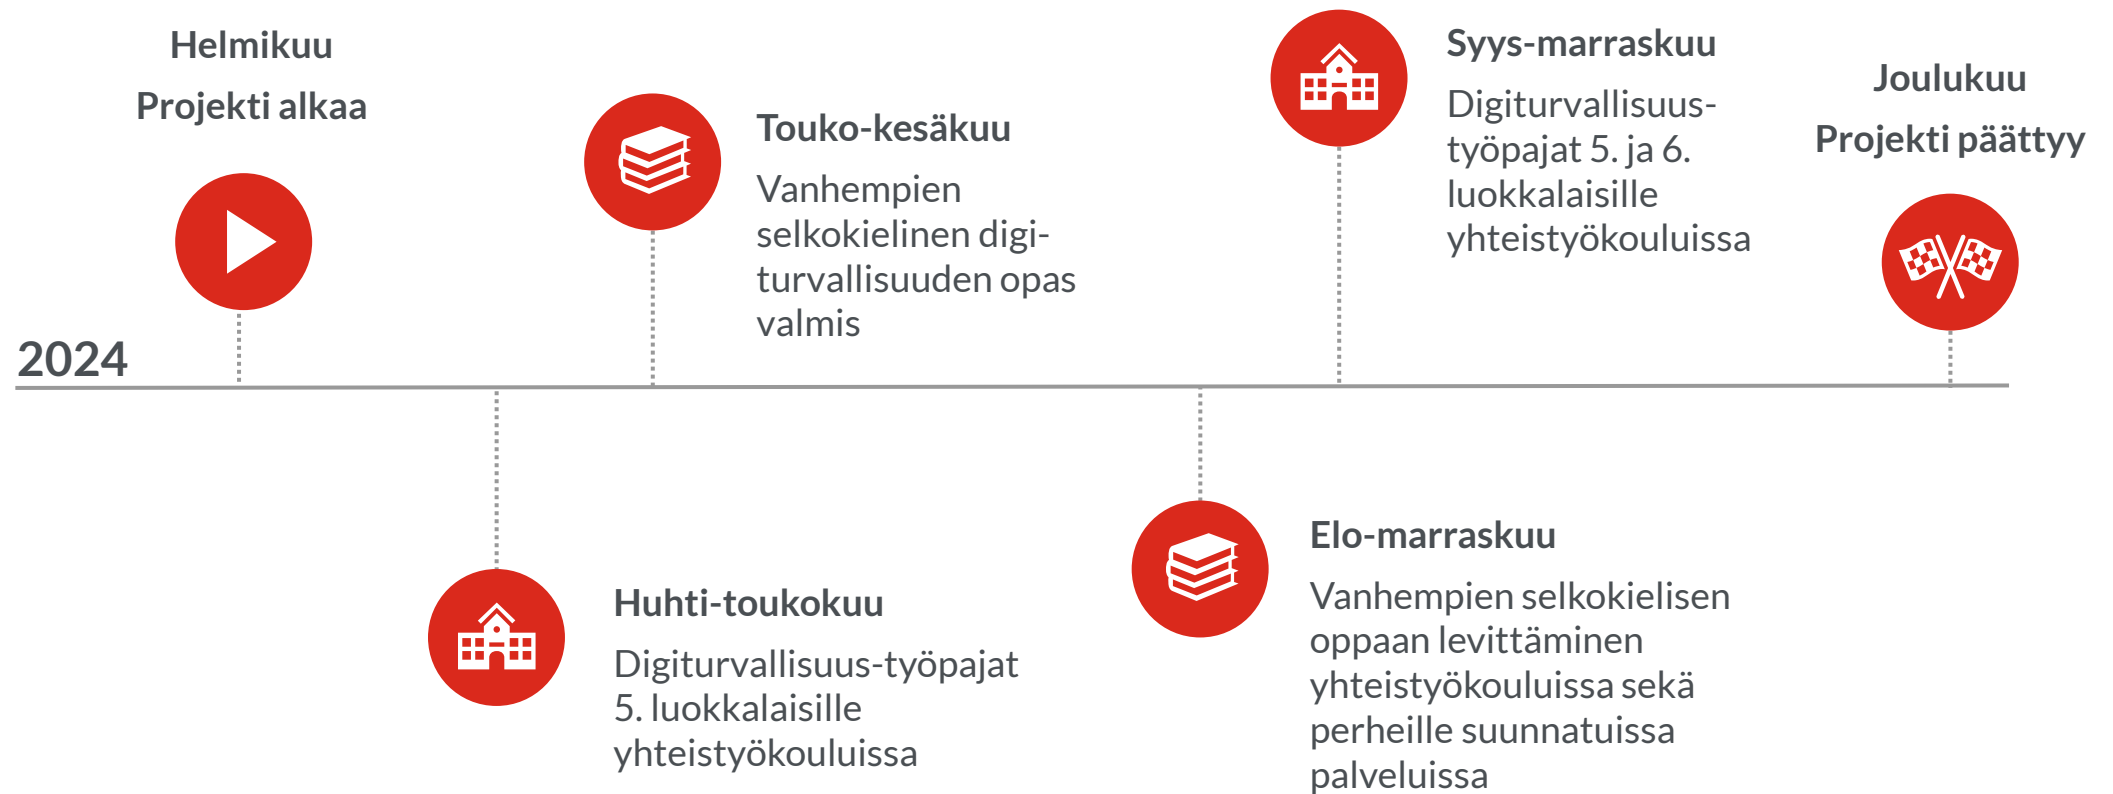 2024
Helmikuu
Projekti alkaa
Huhti-toukokuu
Digiturvallisuus-työpajat
5. luokkalaisille
yhteistyökouluissa
Touko-kesäkuu
Vanhempien
selkokielinen digi-
turvallisuuden opas
valmis
Elo-marraskuu
Vanhempien selkokielisen
oppaan levittäminen
yhteistyökouluissa sekä
perheille suunnatuissa
palveluissa
Syys-marraskuu
Digiturvallisuus-
työpajat 5. ja 6.
luokkalaisille
yhteistyökouluissa
Joulukuu
Projekti päättyy